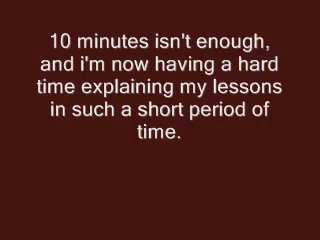 10 minutes isn't enough,
and i'm now having a hard
time explaining my lessons
in such a short period of
time.